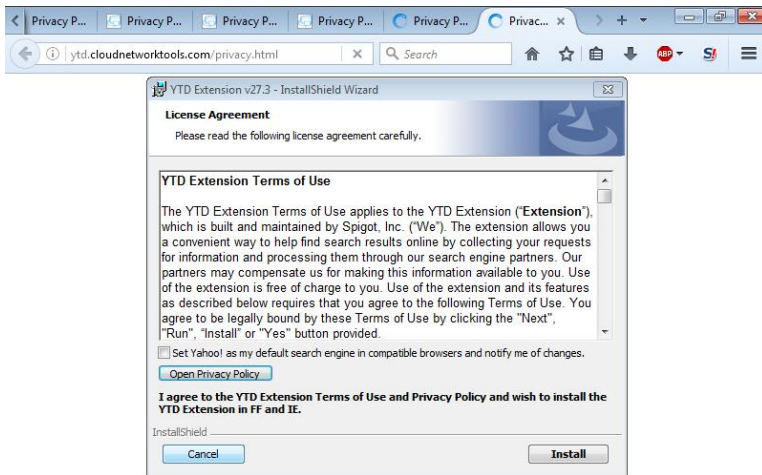 Privacy P... Privacy P... Privacy P... Privacy P... Privacy P... Privac...
ytd.cloudnetworktools.com/privacy.html Search ABP S!
YTD Extension v27.3 - InstallShield Wizard
License Agreement
Please read the following license agreement carefully.
YTD Extension Terms of Use
The YTD Extension Terms of Use applies to the YTD Extension (“Extension”),
which is built and maintained by Spigot, Inc. (“We”). The extension allows you
a convenient way to help find search results online by collecting your requests
for information and processing them through our search engine partners. Our
partners may compensate us for making this information available to you. Use
of the extension is free of charge to you. Use of the extension and its features
as described below requires that you agree to the following Terms of Use. You
agree to be legally bound by these Terms of Use by clicking the "Next",
"Run", “Install” or "Yes" button provided.
Set Yahoo! as my default search engine in compatible browsers and notify me of changes.
Open Privacy Policy
I agree to the YTD Extension Terms of Use and Privacy Policy and wish to install the
YTD Extension in FF and IE.
InstallShield
Cancel Install